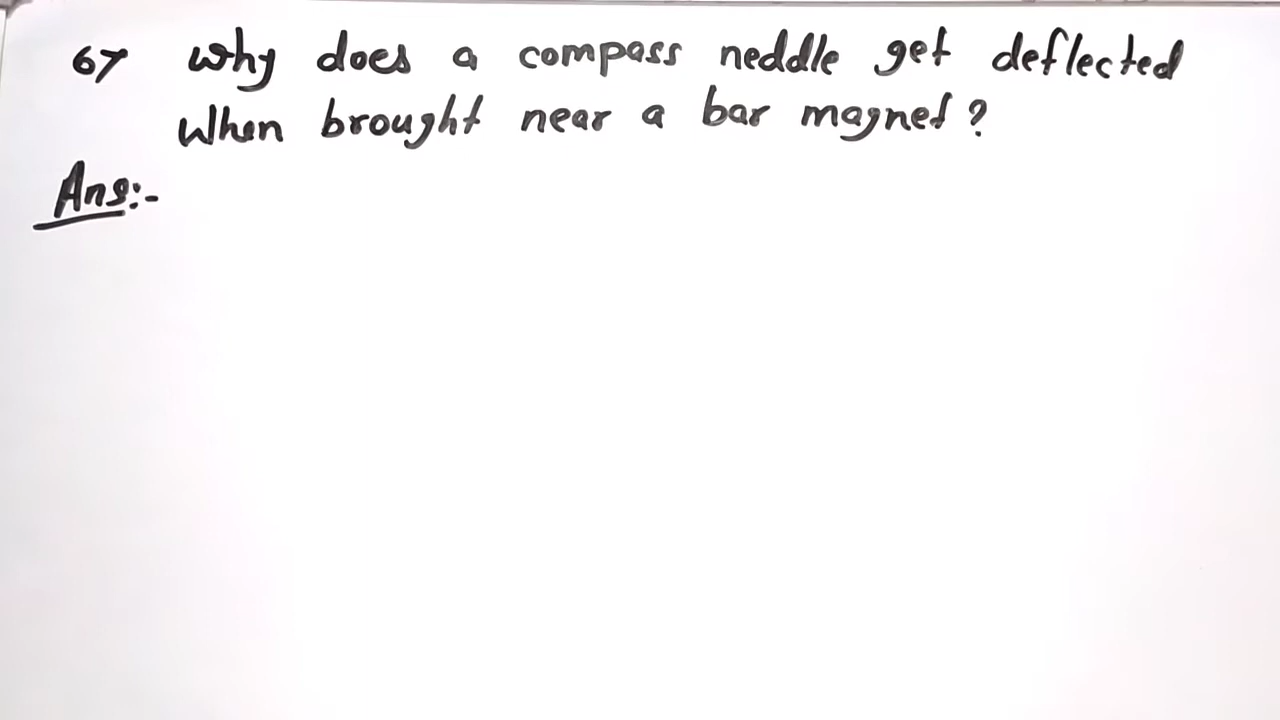 67 Why does a compass neddle get deflected
When brought near a bar magnet?
Ans:-